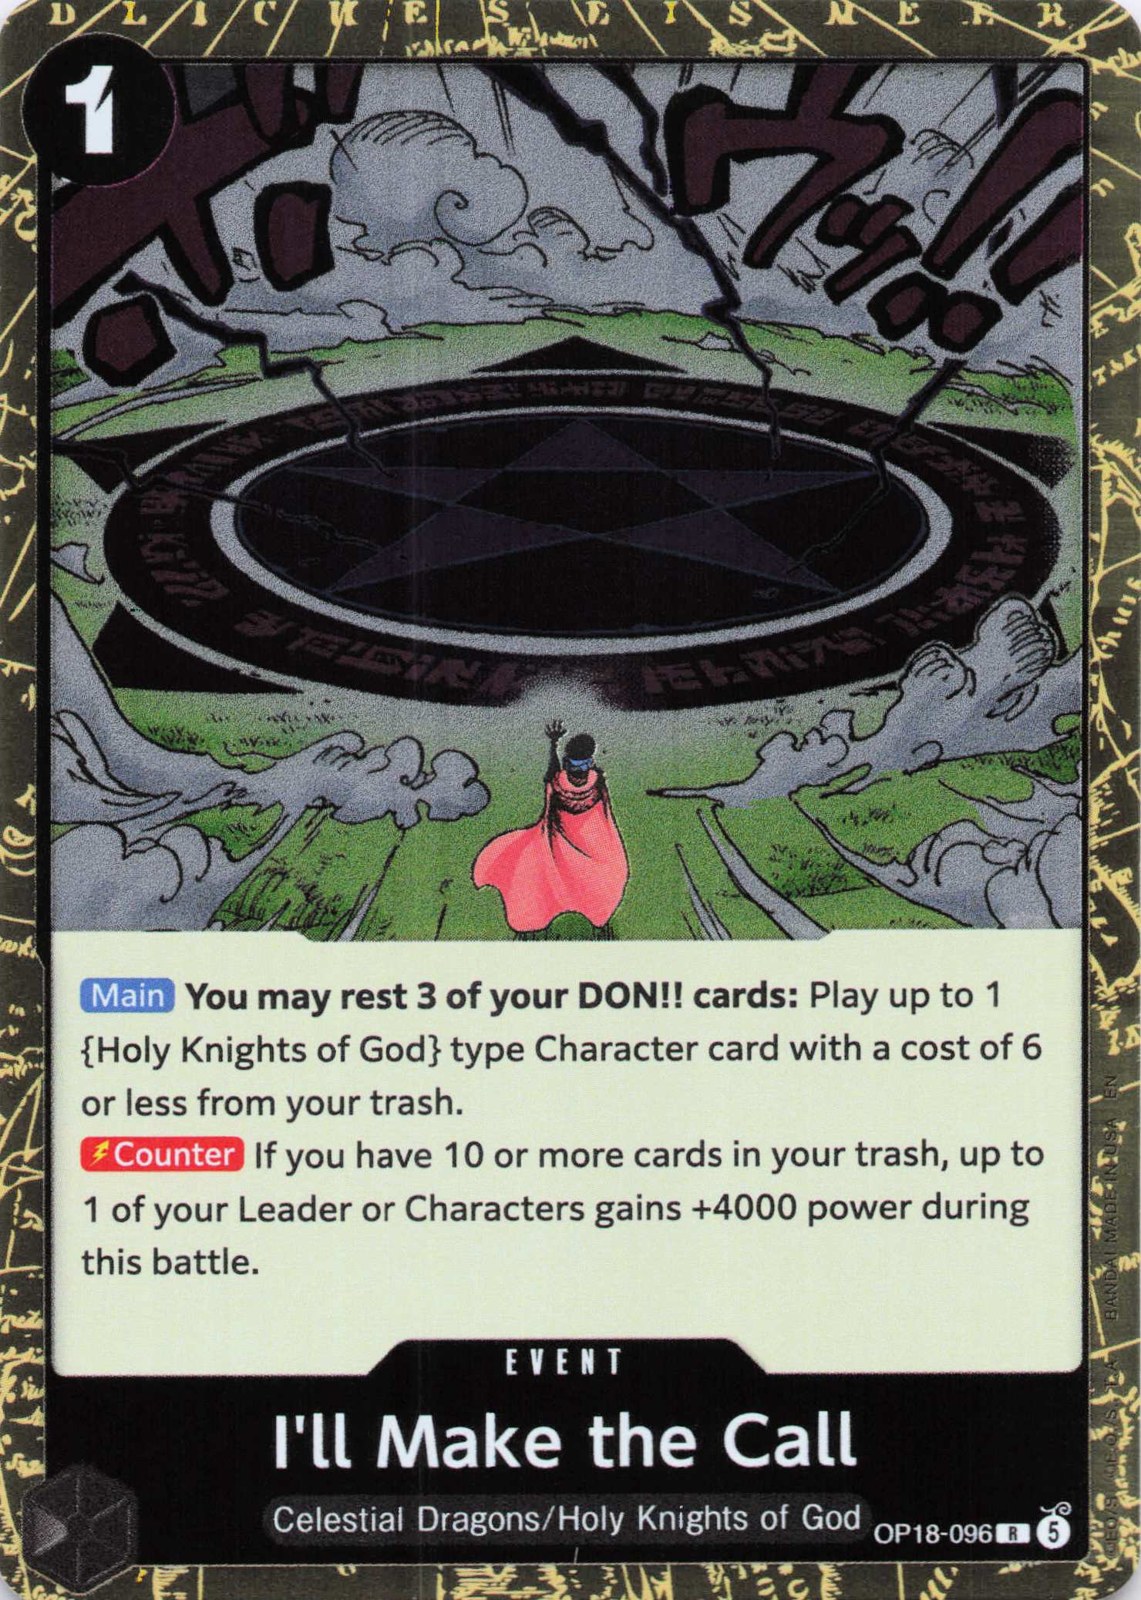 1
ドウッ!!
Main You may rest 3 of your DON!! cards: Play up to 1
{Holy Knights of God} type Character card with a cost of 6
or less from your trash.
Counter If you have 10 or more cards in your trash, up to
1 of your Leader or Characters gains +4000 power during
this battle.
EVENT
I'll Make the Call
Celestial Dragons/Holy Knights of God
OP18-096 R 5
BANDAI MADE IN USA EN